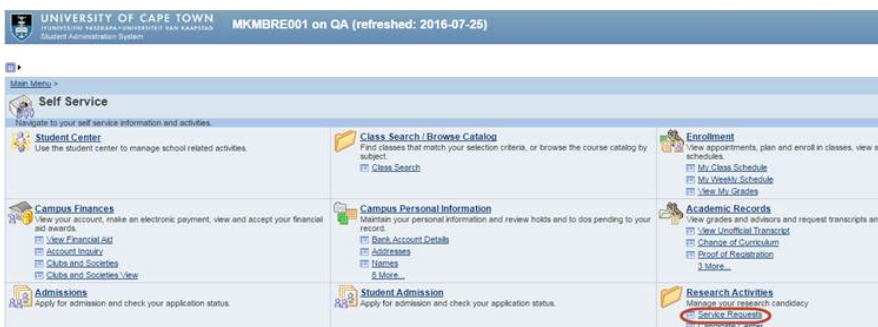 UNIVERSITY OF CAPE TOWN
IYUNIVESITHI YASEKAPA • UNIVERSITEIT VAN KAAPSTAD
Student Administration System
MKMBRE001 on QA (refreshed: 2016-07-25)
Main Menu >
Self Service
Navigate to your self service information and activities.
Student Center
Use the student center to manage school related activities.
Class Search / Browse Catalog
Find classes that match your selection criteria, or browse the course catalog by
subject.
Class Search
Enrollment
View appointments, plan and enroll in classes, view s
schedules.
My Class Schedule
My Weekly Schedule
View My Grades
Campus Finances
View your account, make an electronic payment, view and accept your financial
aid awards.
View Financial Aid
Account Inquiry
Clubs and Societies
Clubs and Societies View
Campus Personal Information
Maintain your personal information and review holds and to dos pending to your
record.
Bank Account Details
Addresses
Names
6 More...
Academic Records
View grades and advisors and request transcripts an
View Unofficial Transcript
Change of Curriculum
Proof of Registration
3 More...
Admissions
Apply for admission and check your application status.
Student Admission
Apply for admission and check your application status.
Research Activities
Manage your research candidacy
Service Requests